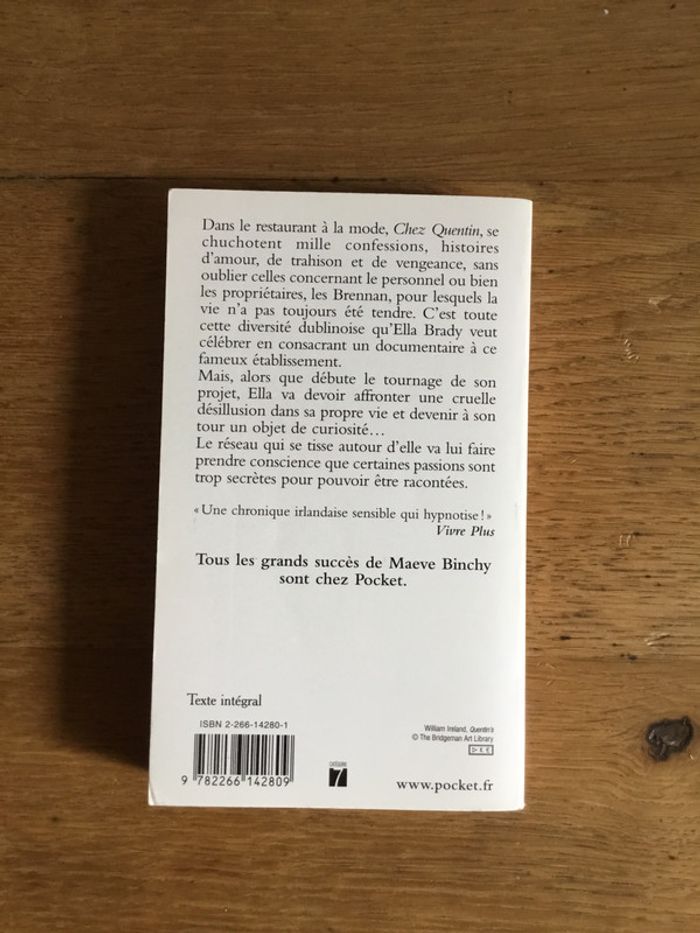 Dans le restaurant à la mode, Chez Quentin, se
chuchotent mille confessions, histoires
d'amour, de trahison et de vengeance, sans
oublier celles concernant le personnel ou bien
les propriétaires, les Brennan, pour lesquels la
vie n'a pas toujours été tendre. C'est toute
cette diversité dublinoise qu'Ella Brady veut
célébrer en consacrant un documentaire à ce
fameux établissement.
Mais, alors que débute le tournage de son
projet, Ella va devoir affronter une cruelle
désillusion dans sa propre vie et devenir à son
tour un objet de curiosité…
Le réseau qui se tisse autour d'elle va lui faire
prendre conscience que certaines passions sont
trop secrètes pour pouvoir être racontées.
« Une chronique irlandaise sensible qui hypnotise ! »
Vivre Plus
Tous les grands succès de Maeve Binchy
sont chez Pocket.
Texte intégral
ISBN 2-266-14280-1
9 782266 142809
CATÉGORIE
7
William Ireland, Quentin's
© The Bridgeman Art Library
www.pocket.fr